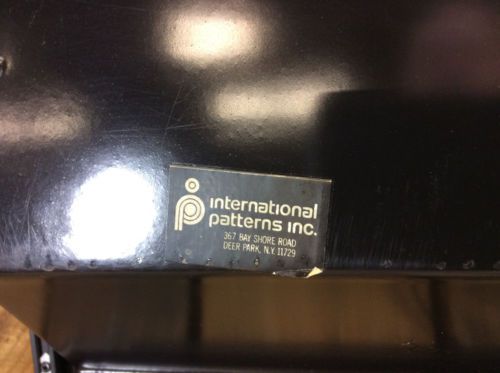 international
patterns inc.
367 BAY SHORE ROAD
DEER PARK, N.Y. 11729